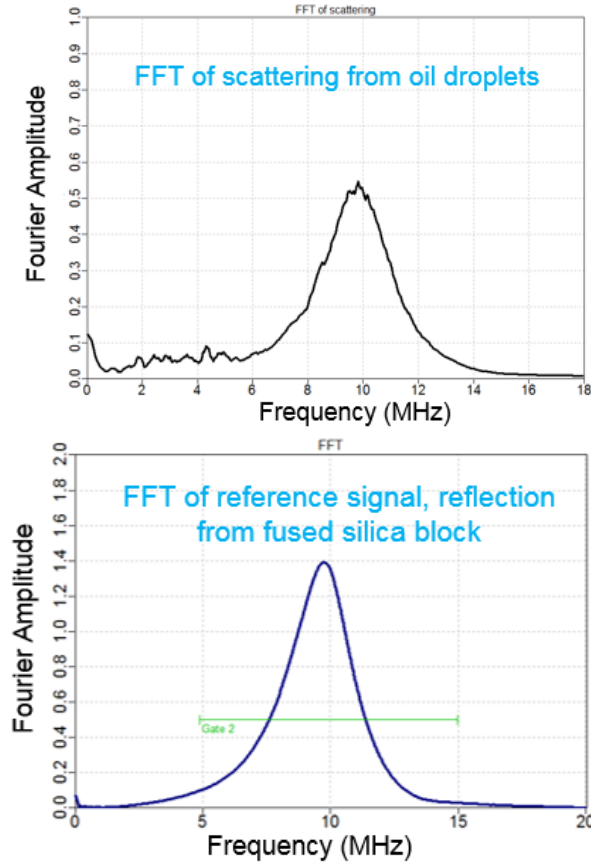 FFT of scattering
FFT of scattering from oil droplets
Fourier Amplitude
1.0
0.9
0.8
0.7
0.6
0.5
0.4
0.3
0.2
0.1
0.0
0 2 4 6 8 10 12 14 16 18
Frequency (MHz)
FFT
FFT of reference signal, reflection
from fused silica block
Fourier Amplitude
2.0
1.8
1.6
1.4
1.2
1.0
0.8
0.6
0.4
0.2
0.0
Gate 2
0 5 10 15 20
Frequency (MHz)